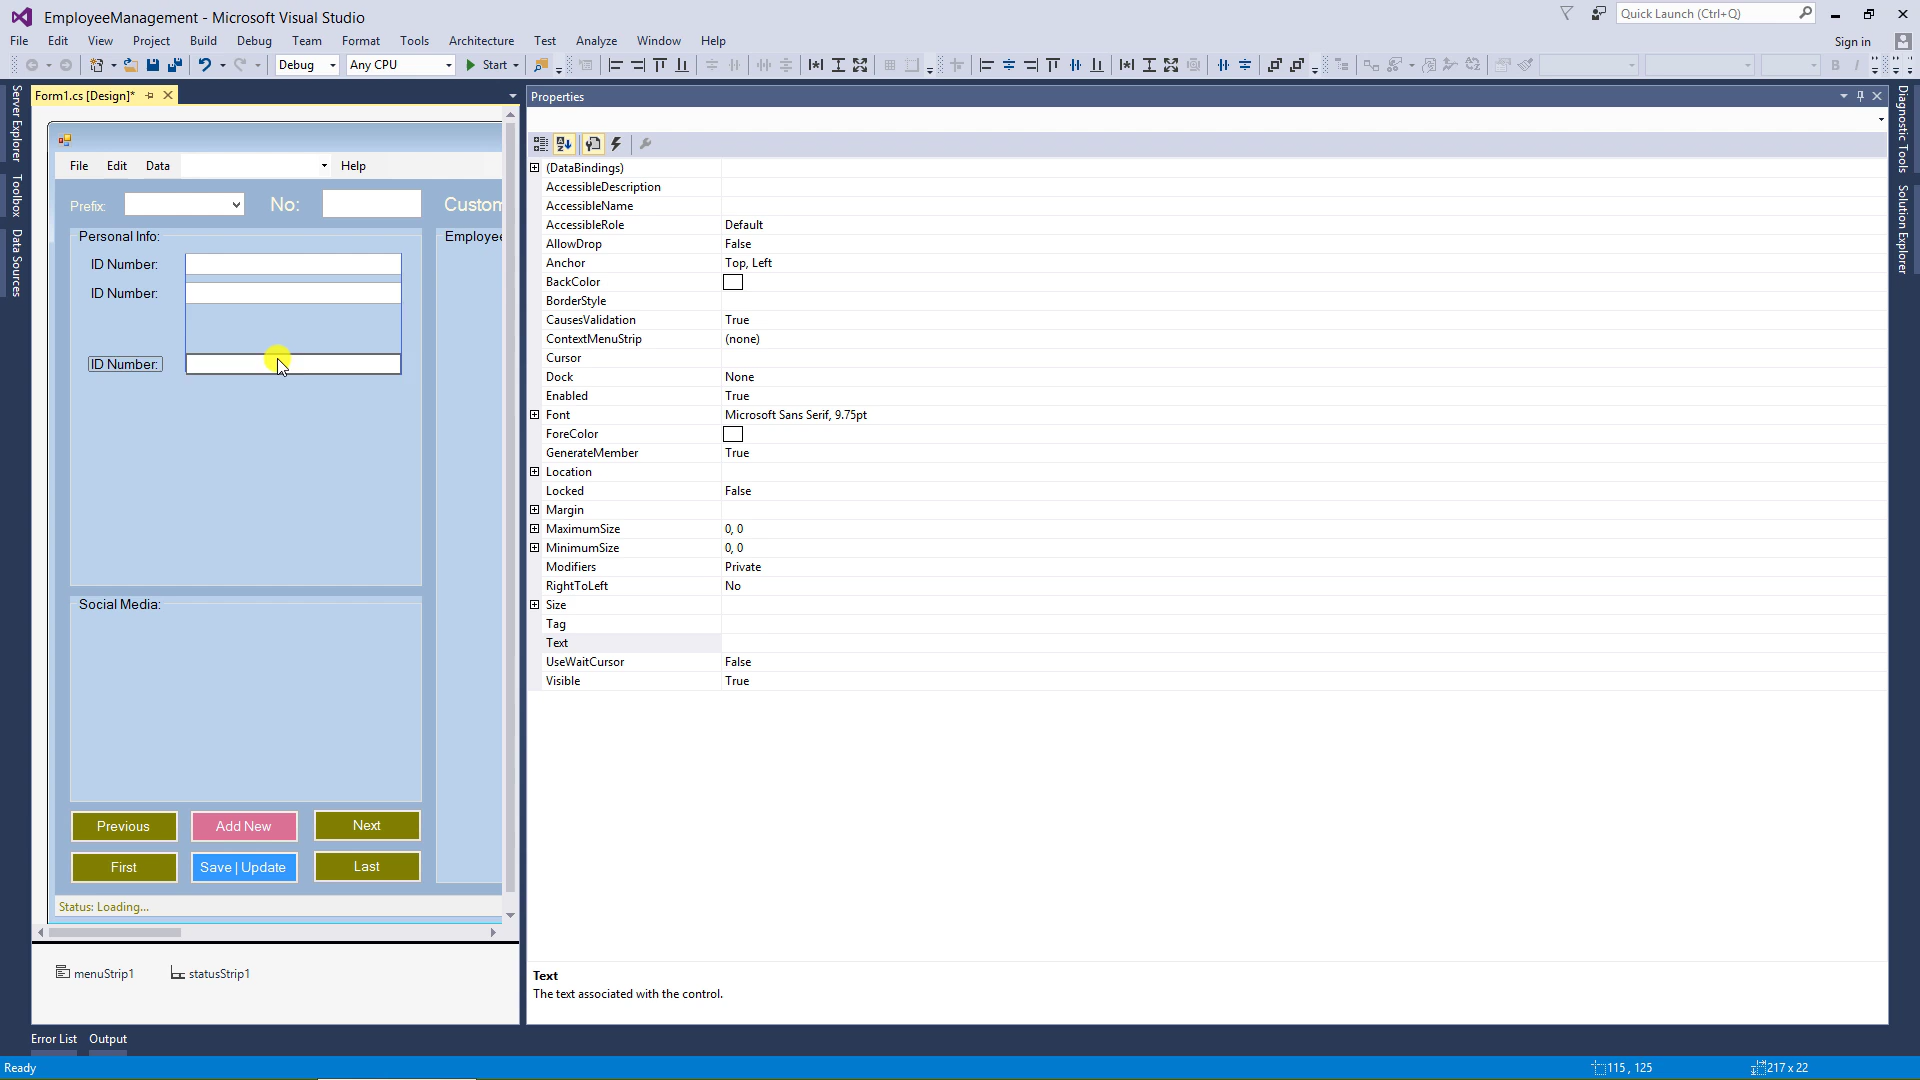 EmployeeManagement - Microsoft Visual Studio
Quick Launch (Ctrl+Q)
File Edit View Project Build Debug Team Format Tools Architecture Test Analyze Window Help
Sign in
Debug Any CPU Start
Form1.cs [Design]*
Properties
Server Explorer
Toolbox
Data Sources
Diagnostic Tools
Solution Explorer
File Edit Data Help
Prefix: No: Custom
Personal Info:
Employee
ID Number:
ID Number:
ID Number:
Social Media:
Previous Add New Next
First Save | Update Last
Status: Loading...
menuStrip1 statusStrip1
(DataBindings)
AccessibleDescription
AccessibleName
AccessibleRole Default
AllowDrop False
Anchor Top, Left
BackColor
BorderStyle
CausesValidation True
ContextMenuStrip (none)
Cursor
Dock None
Enabled True
Font Microsoft Sans Serif, 9.75pt
ForeColor
GenerateMember True
Location
Locked False
Margin
MaximumSize 0, 0
MinimumSize 0, 0
Modifiers Private
RightToLeft No
Size
Tag
Text
UseWaitCursor False
Visible True
Text
The text associated with the control.
Error List Output
Ready
115 , 125
217 x 22